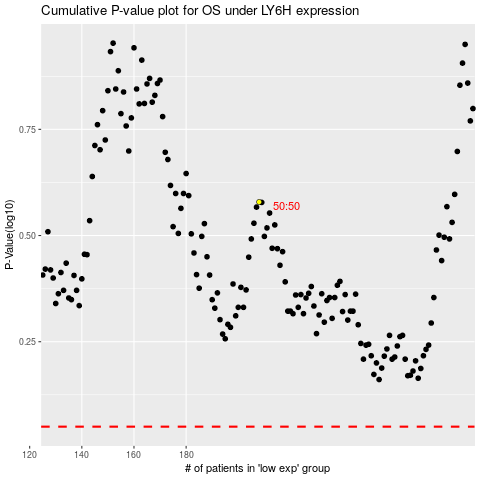 Cumulative P-value plot for OS under LY6H expression
P-Value(log10)
0.75
0.50
0.25
50:50
120 140 160 180
# of patients in 'low exp' group